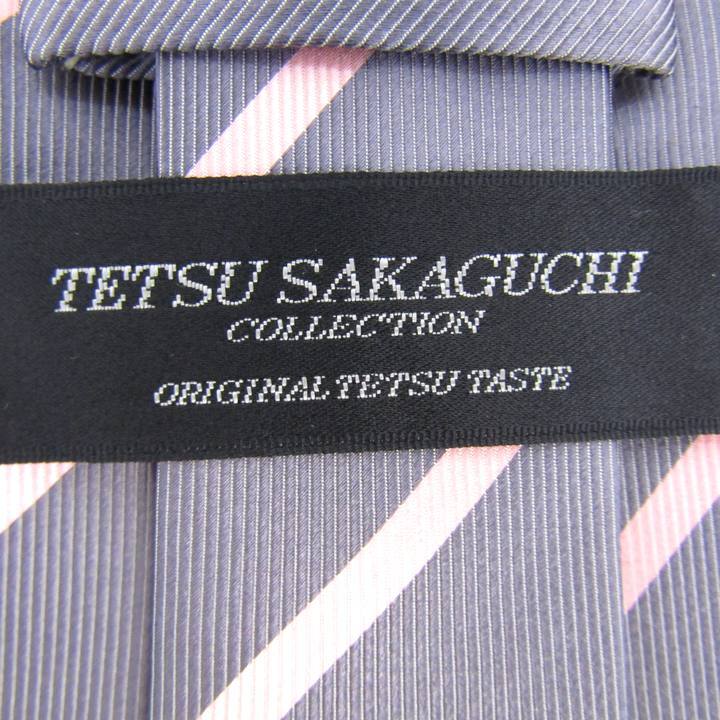 TETSU SAKAGUCHI
COLLECTION
ORIGINAL TETSU TASTE